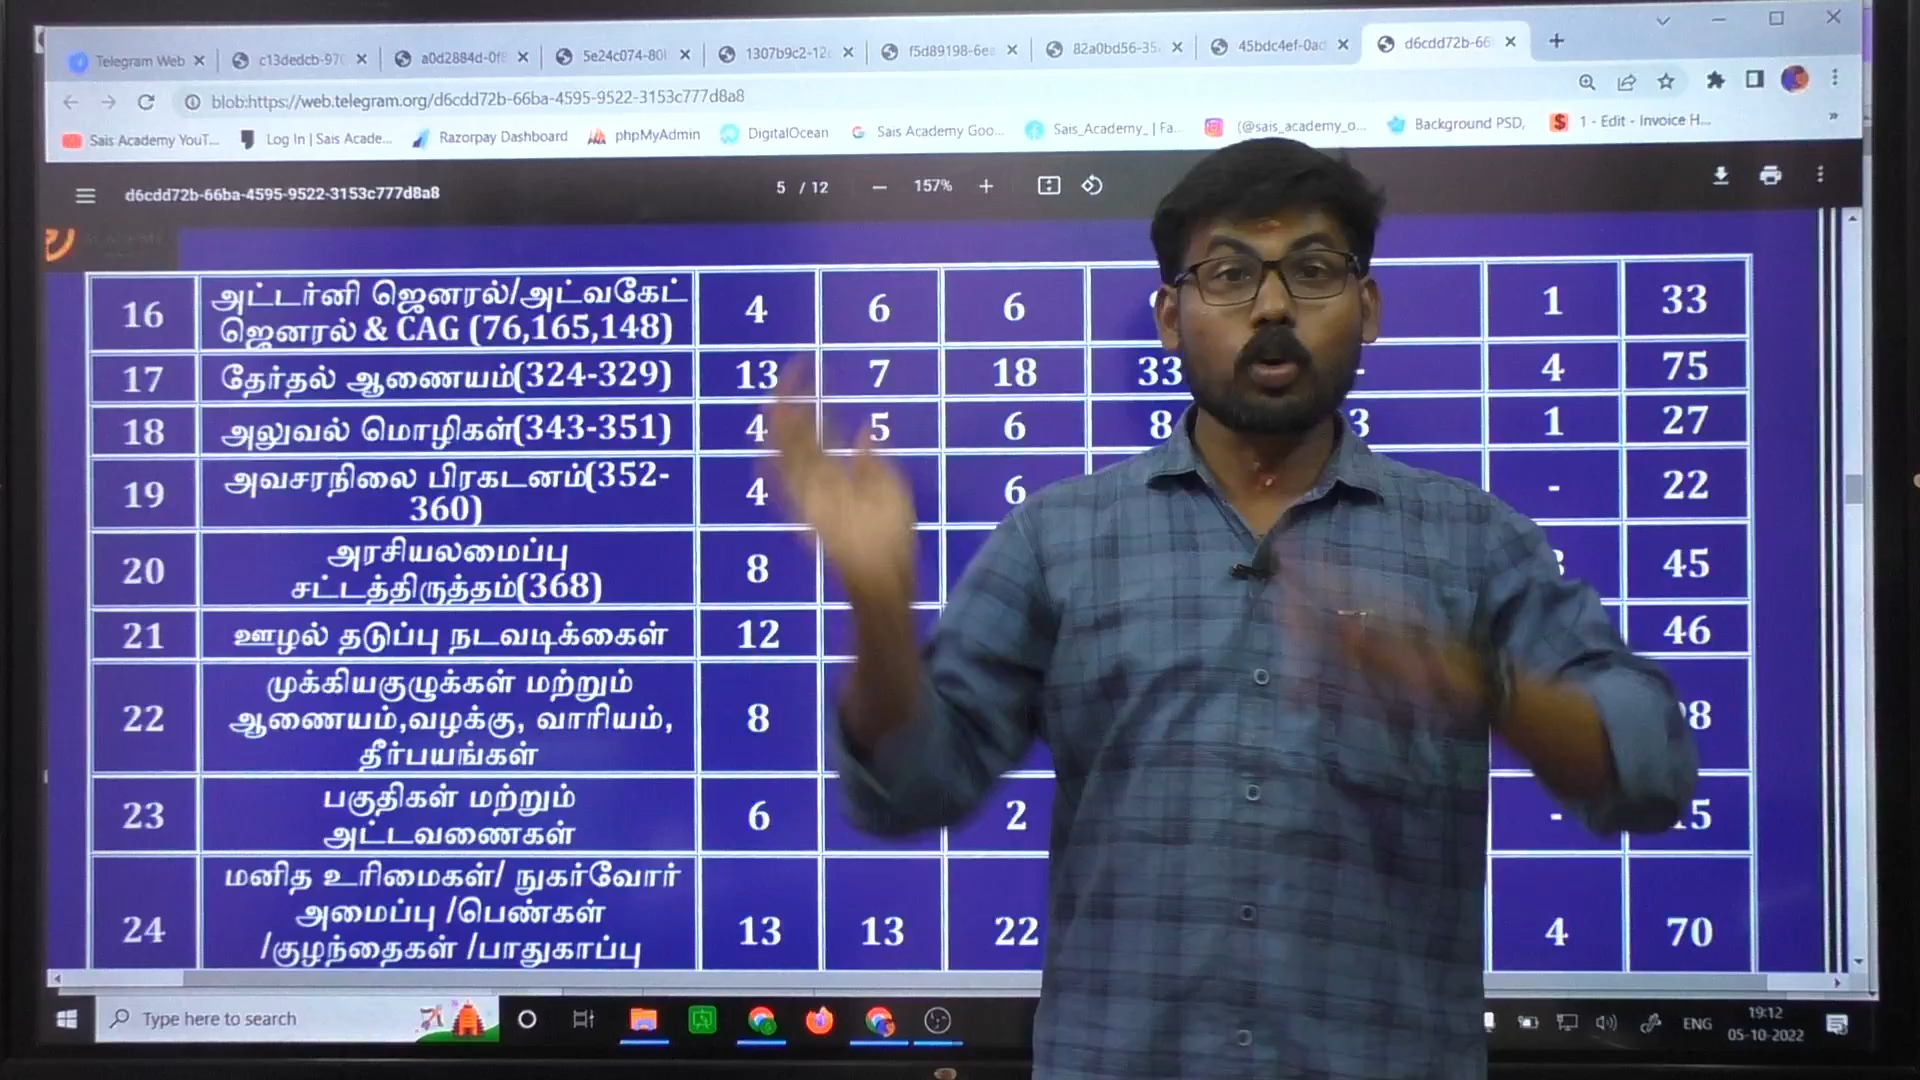 Telegram Web
c13dedcb-970
a0d2884d-0f8
5e24c074-80b
1307b9c2-12c
f5d89198-6ea
82a0bd56-35
45bdc4ef-0ad
d6cdd72b-66
blob:https://web.telegram.org/d6cdd72b-66ba-4595-9522-3153c777d8a8
Sais Academy YouT...
Log In | Sais Acade...
Razorpay Dashboard
phpMyAdmin
DigitalOcean
Sais Academy Goo...
Sais_Academy_ | Fa...
(@sais_academy_o...
Background PSD,
1 - Edit - Invoice H...
d6cdd72b-66ba-4595-9522-3153c777d8a8
5 / 12
157%
16 அட்டர்னி ஜெனரல்/அட்வகேட் 4 6 6 1 33
ஜெனரல் & CAG (76,165,148)
17 தேர்தல் ஆணையம்(324-329) 13 7 18 33 - 4 75
18 அலுவல் மொழிகள்(343-351) 4 5 6 8 3 1 27
19 அவசரநிலை பிரகடனம்(352- 4 6 - 22
360)
20 அரசியலமைப்பு 8 45
சட்டத்திருத்தம்(368)
21 ஊழல் தடுப்பு நடவடிக்கைள் 12 46
22 முக்கியகுழுக்கள் மற்றும் 8
ஆணையம்,வழக்கு, வாரியம்,
தீர்பயங்கள்
23 பகுதிகள் மற்றும் 6 2 - 15
அட்டவணைகள்
24 மனித உரிமைகள்/ நுகர்வோர் 13 13 22 4 70
அமைப்பு /பெண்கள்
/குழந்தைகள் /பாதுகாப்பு
Type here to search
ENG
19:12
05-10-2022